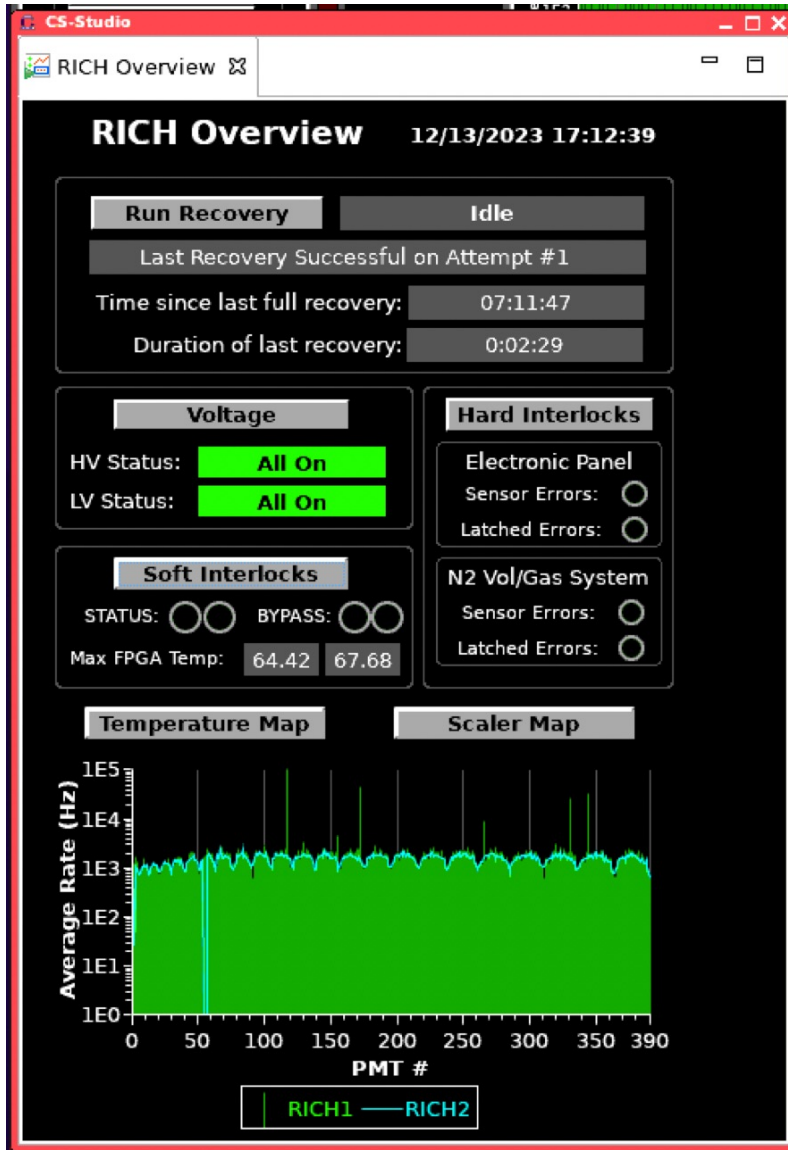 CS-Studio
RICH Overview
RICH Overview 12/13/2023 17:12:39
Run Recovery Idle
Last Recovery Successful on Attempt #1
Time since last full recovery: 07:11:47
Duration of last recovery: 0:02:29
Voltage
HV Status: All On
LV Status: All On
Hard Interlocks
Electronic Panel
Sensor Errors:
Latched Errors:
Soft Interlocks
STATUS: BYPASS:
Max FPGA Temp: 64.42 67.68
N2 Vol/Gas System
Sensor Errors:
Latched Errors:
Temperature Map Scaler Map
Average Rate (Hz)
1E5
1E4
1E3
1E2
1E1
1E0
0 50 100 150 200 250 300 350 390
PMT #
RICH1 RICH2